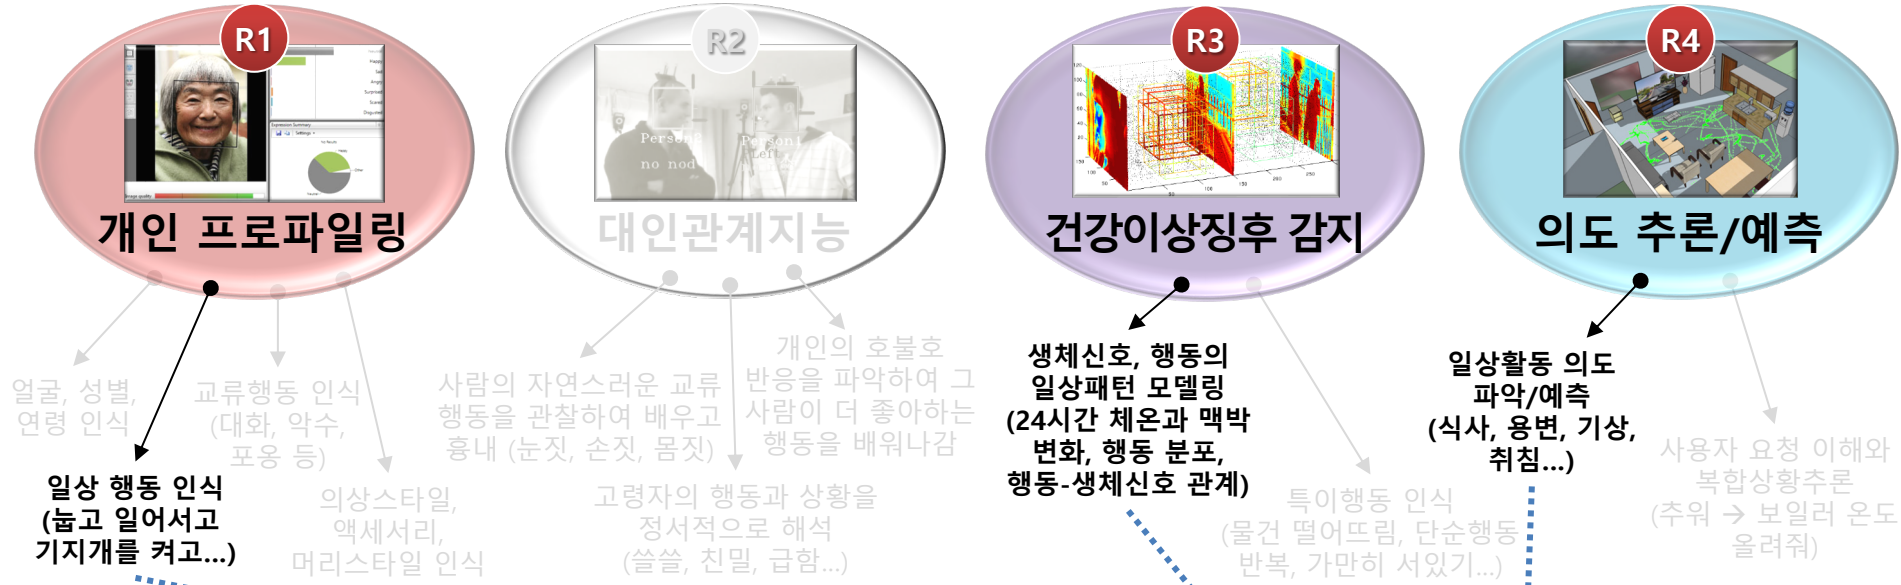 R1
개인 프로파일링
얼굴, 성별,
연령 인식
일상 행동 인식
(눕고 일어서고
기지개를 켜고...)
교류행동 인식
(대화, 악수,
포옹 등)
의상스타일,
액세서리,
머리스타일 인식
R2
Person2
no nod
Person1
Left
대인관계지능
사람의 자연스러운 교류
행동을 관찰하여 배우고
흉내 (눈짓, 손짓, 몸짓)
고령자의 행동과 상황을
정서적으로 해석
(쓸쓸, 친밀, 급함...)
개인의 호불호
반응을 파악하여 그
사람이 더 좋아하는
행동을 배워나감
R3
건강이상징후 감지
생체신호, 행동의
일상패턴 모델링
(24시간 체온과 맥박
변화, 행동 분포,
행동-생체신호 관계)
특이행동 인식
(물건 떨어뜨림, 단순행동
반복, 가만히 서있기...)
R4
의도 추론/예측
일상활동 의도
파악/예측
(식사, 용변, 기상,
취침...)
사용자 요청 이해와
복합상황추론
(추워 → 보일러 온도
올려줘)